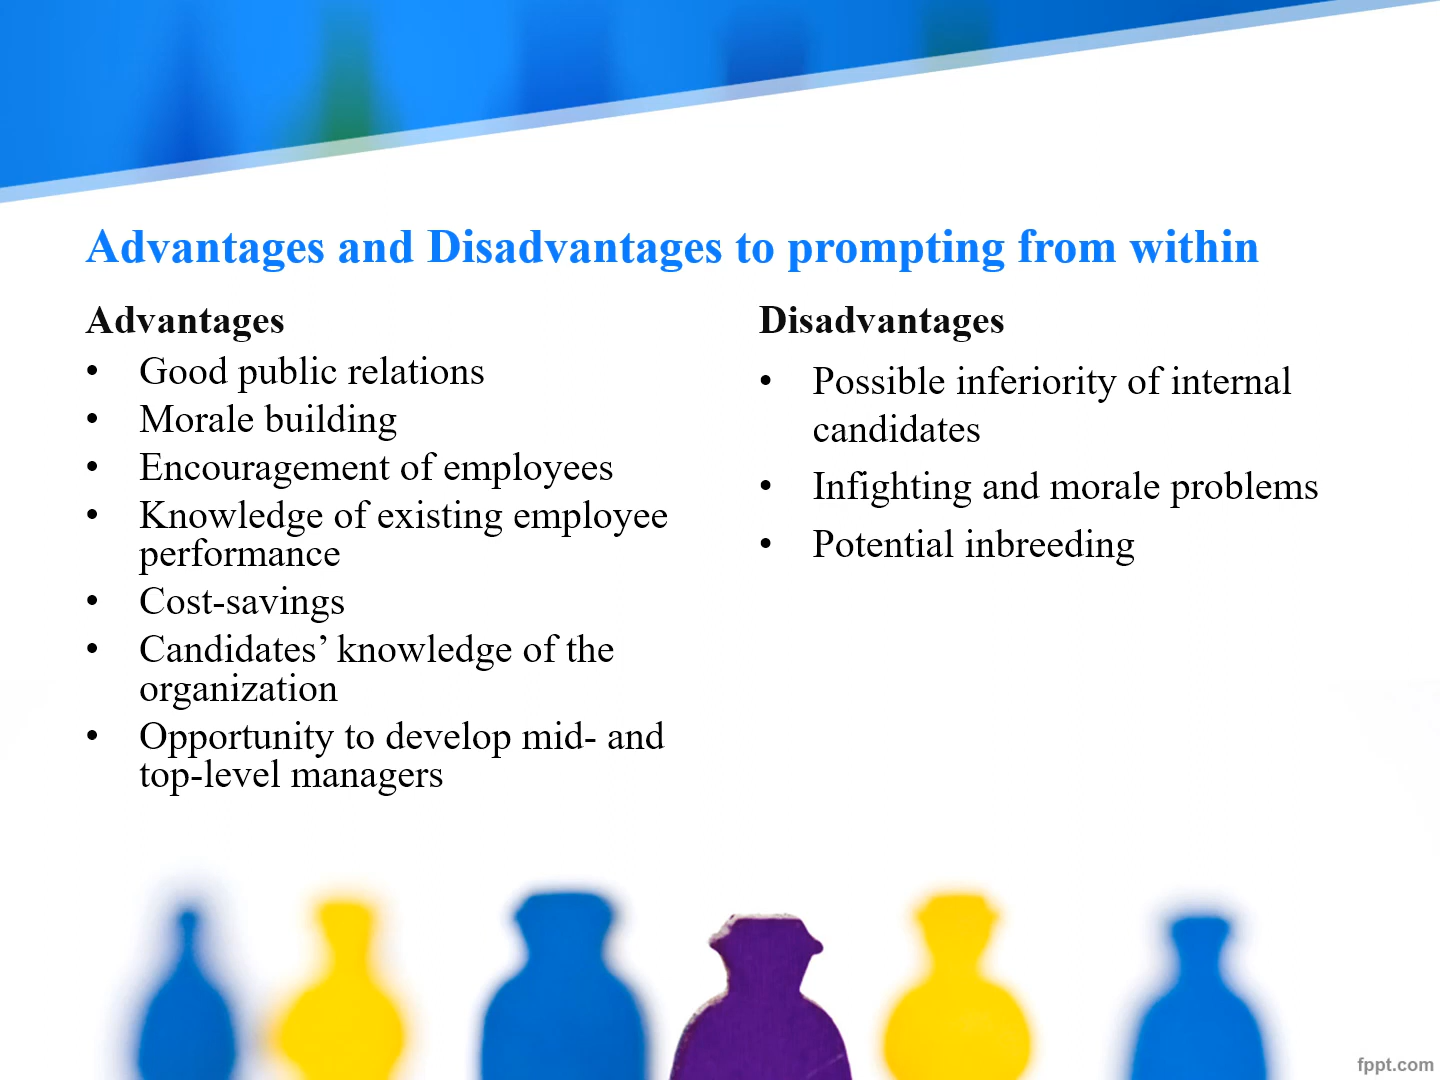 Advantages and Disadvantages to prompting from within
Advantages
• Good public relations
• Morale building
• Encouragement of employees
• Knowledge of existing employee
performance
• Cost-savings
• Candidates’ knowledge of the
organization
• Opportunity to develop mid- and
top-level managers
Disadvantages
• Possible inferiority of internal
candidates
• Infighting and morale problems
• Potential inbreeding
fppt.com